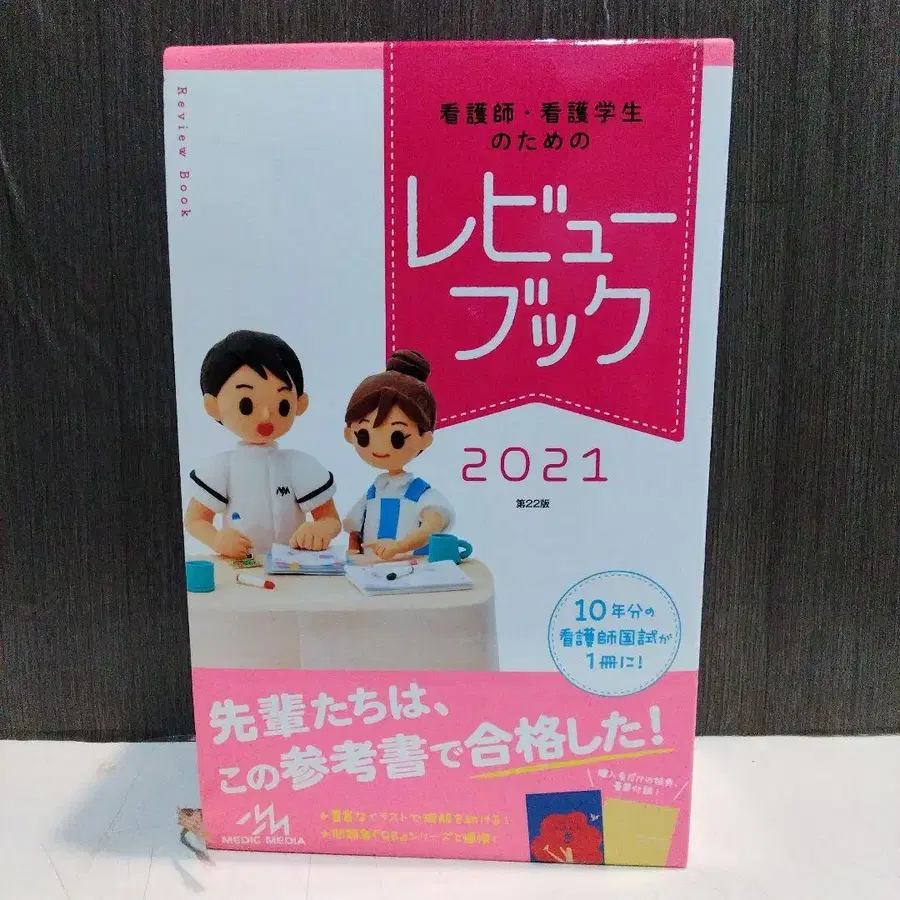 Review Book
看護師・看護学生
のための
レビュー
ブック
2021
第22版
10年分の
看護師国試が
1冊に!
先輩たちは、
この参考書で合格した!
MEDIC MEDIA